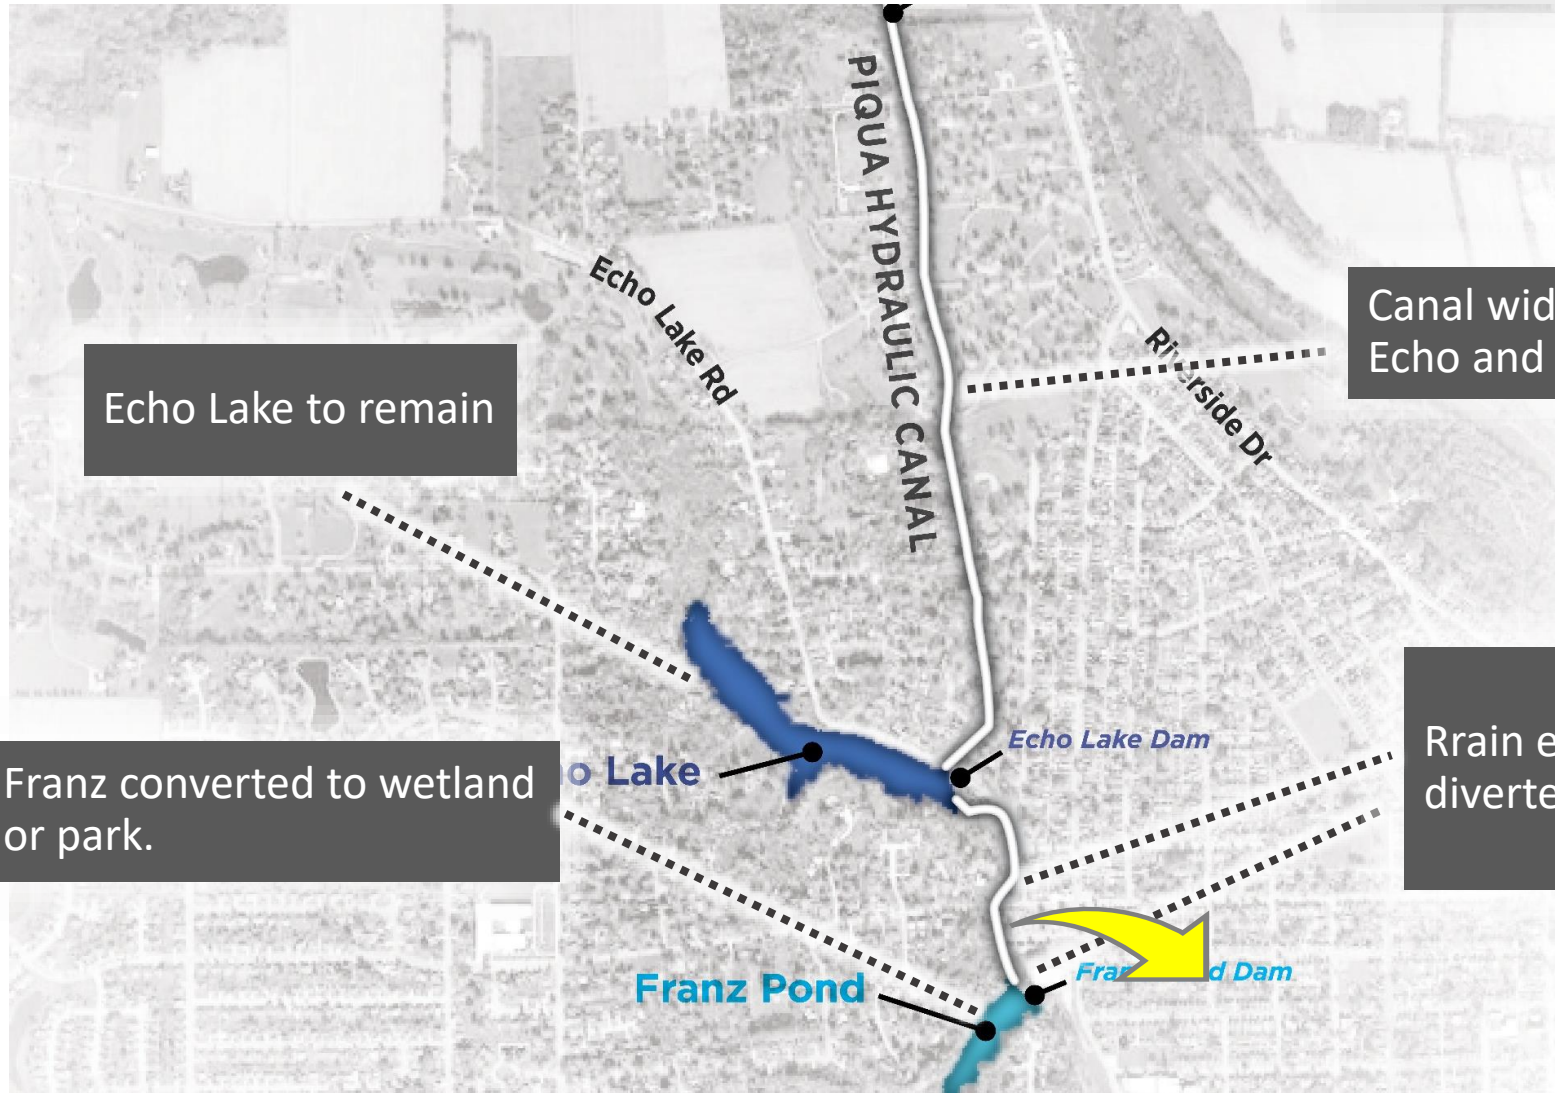 PIQUA HYDRAULIC CANAL
Echo Lake Rd
Riverside Dr
Canal wid
Echo and
Echo Lake to remain
Echo Lake Dam
Rrain e
diverte
o Lake
Franz converted to wetland
or park.
Franz Pond
Fra d Dam